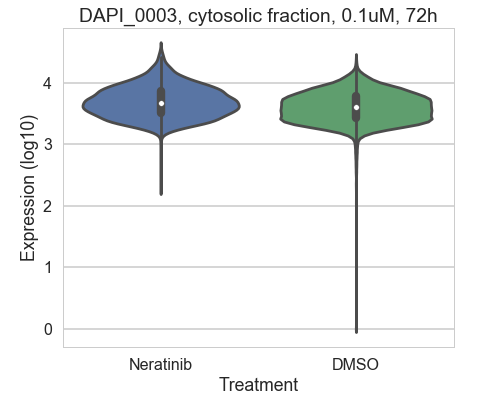 DAPI_0003, cytosolic fraction, 0.1uM, 72h
Expression (log10)
4
3
2
1
0
Neratinib DMSO
Treatment